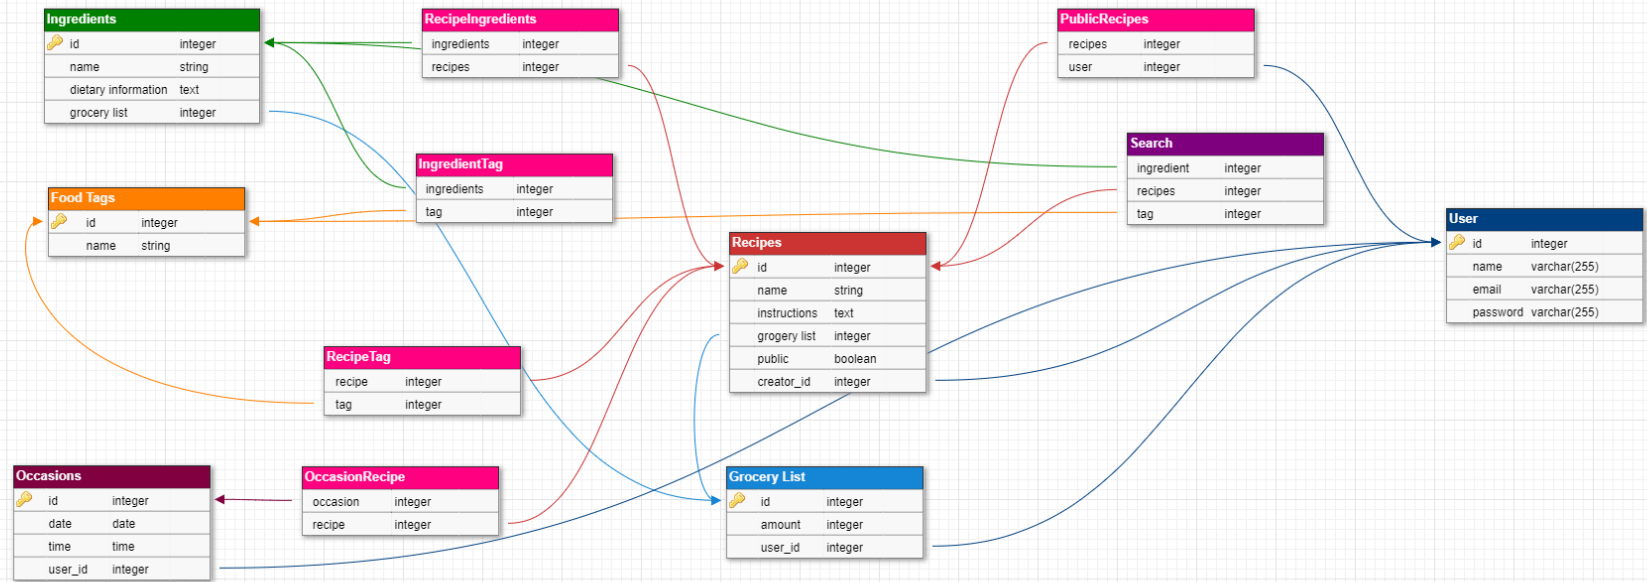 Ingredients
id integer
name string
dietary information text
grocery list integer
RecipeIngredients
ingredients integer
recipes integer
PublicRecipes
recipes integer
user integer
Search
ingredient integer
recipes integer
tag integer
IngredientTag
ingredients integer
tag integer
Food Tags
id integer
name string
User
id integer
name varchar(255)
email varchar(255)
password varchar(255)
Recipes
id integer
name string
instructions text
grogery list integer
public boolean
creator_id integer
RecipeTag
recipe integer
tag integer
Occasions
id integer
date date
time time
user_id integer
OccasionRecipe
occasion integer
recipe integer
Grocery List
id integer
amount integer
user_id integer